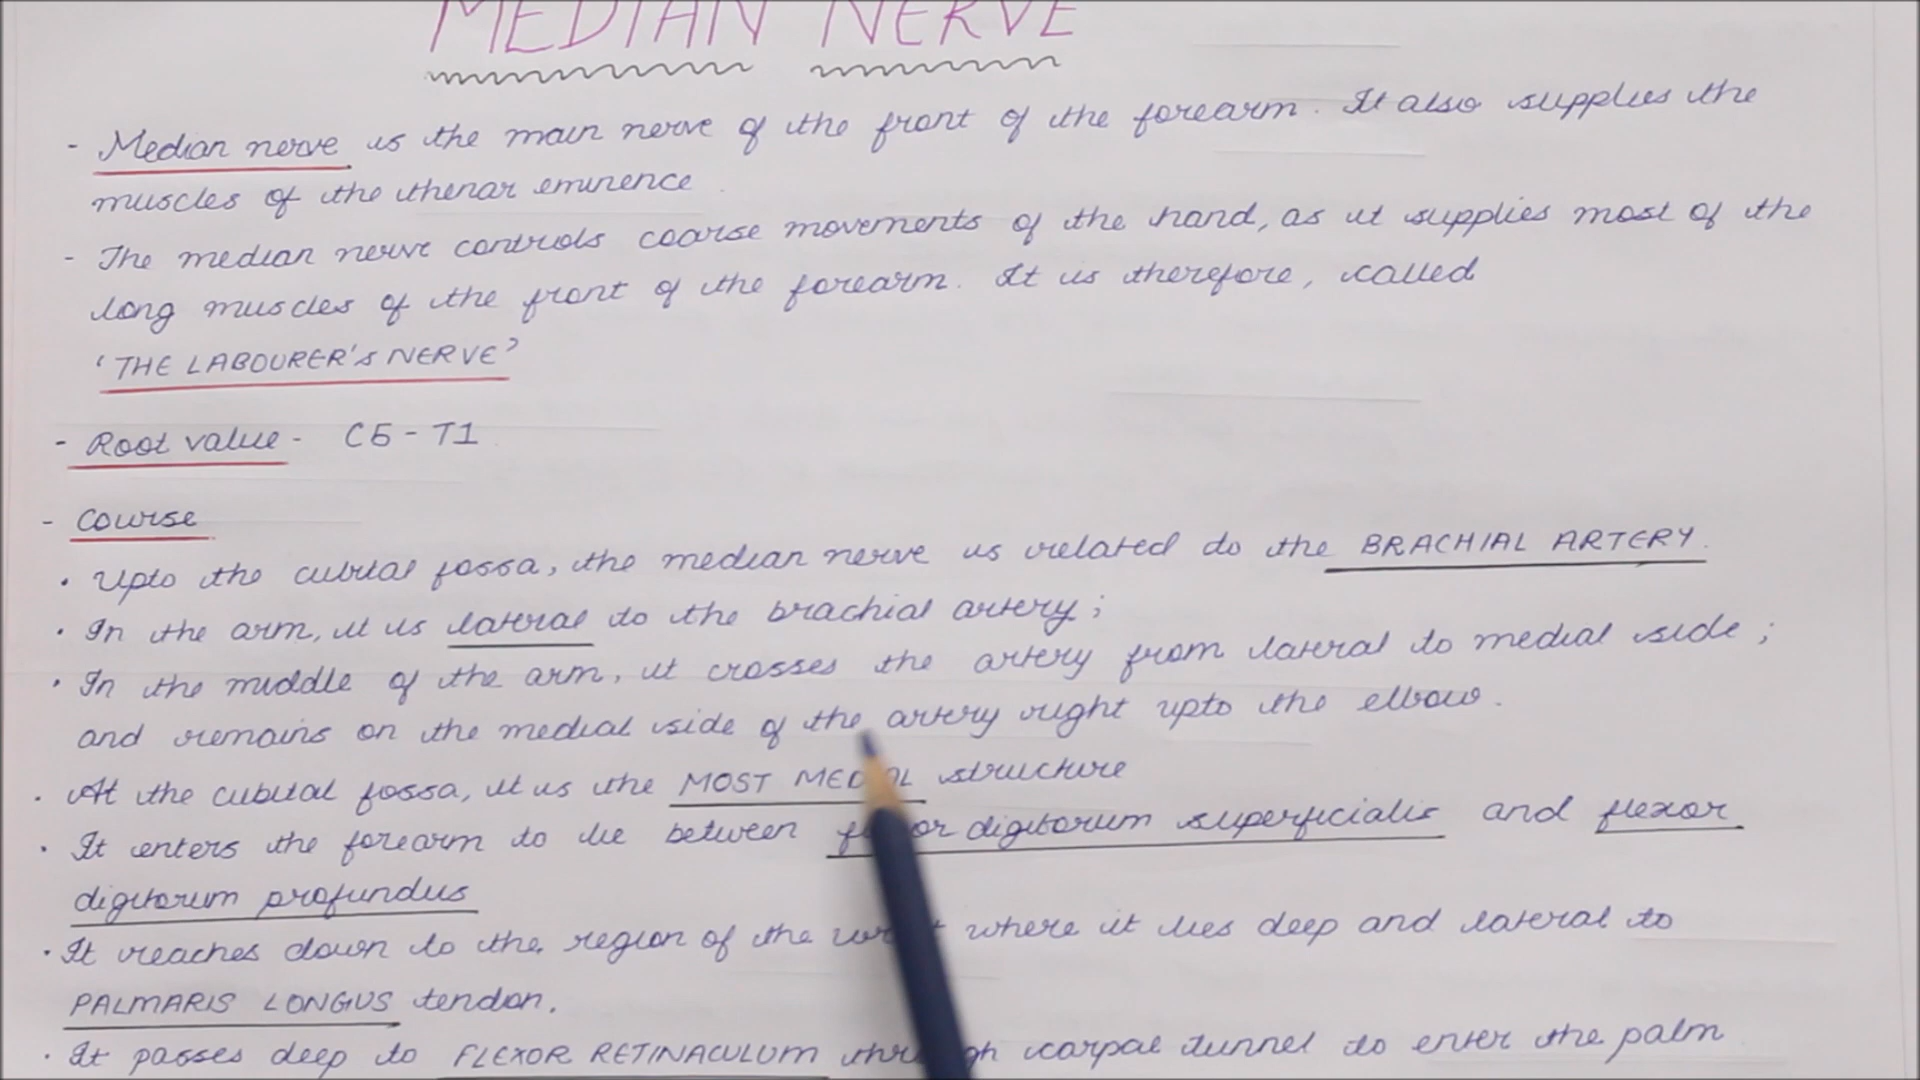 MEDIAN NERVE
- Median nerve is the main nerve of the front of the forearm. It also supplies the
muscles of the thenar eminence
- The median nerve controls coarse movements of the hand, as it supplies most of the
long muscles of the front of the forearm. It is therefore, called
'THE LABOURER'S NERVE'
- Root value - C5 - T1
- Course
• Upto the cubital fossa, the median nerve is related to the BRACHIAL ARTERY.
• In the arm, it is lateral to the brachial artery;
• In the middle of the arm, it crosses the artery from lateral to medial side;
and remains on the medial side of the artery right upto the elbow.
• At the cubital fossa, it is the MOST MEDIAL structure
• It enters the forearm to lie between flexor digitorum superficialis and flexor
digitorum profundus
• It reaches down to the region of the wrist where it lies deep and lateral to
PALMARIS LONGUS tendon.
• It passes deep to FLEXOR RETINACULUM through carpal tunnel to enter the palm